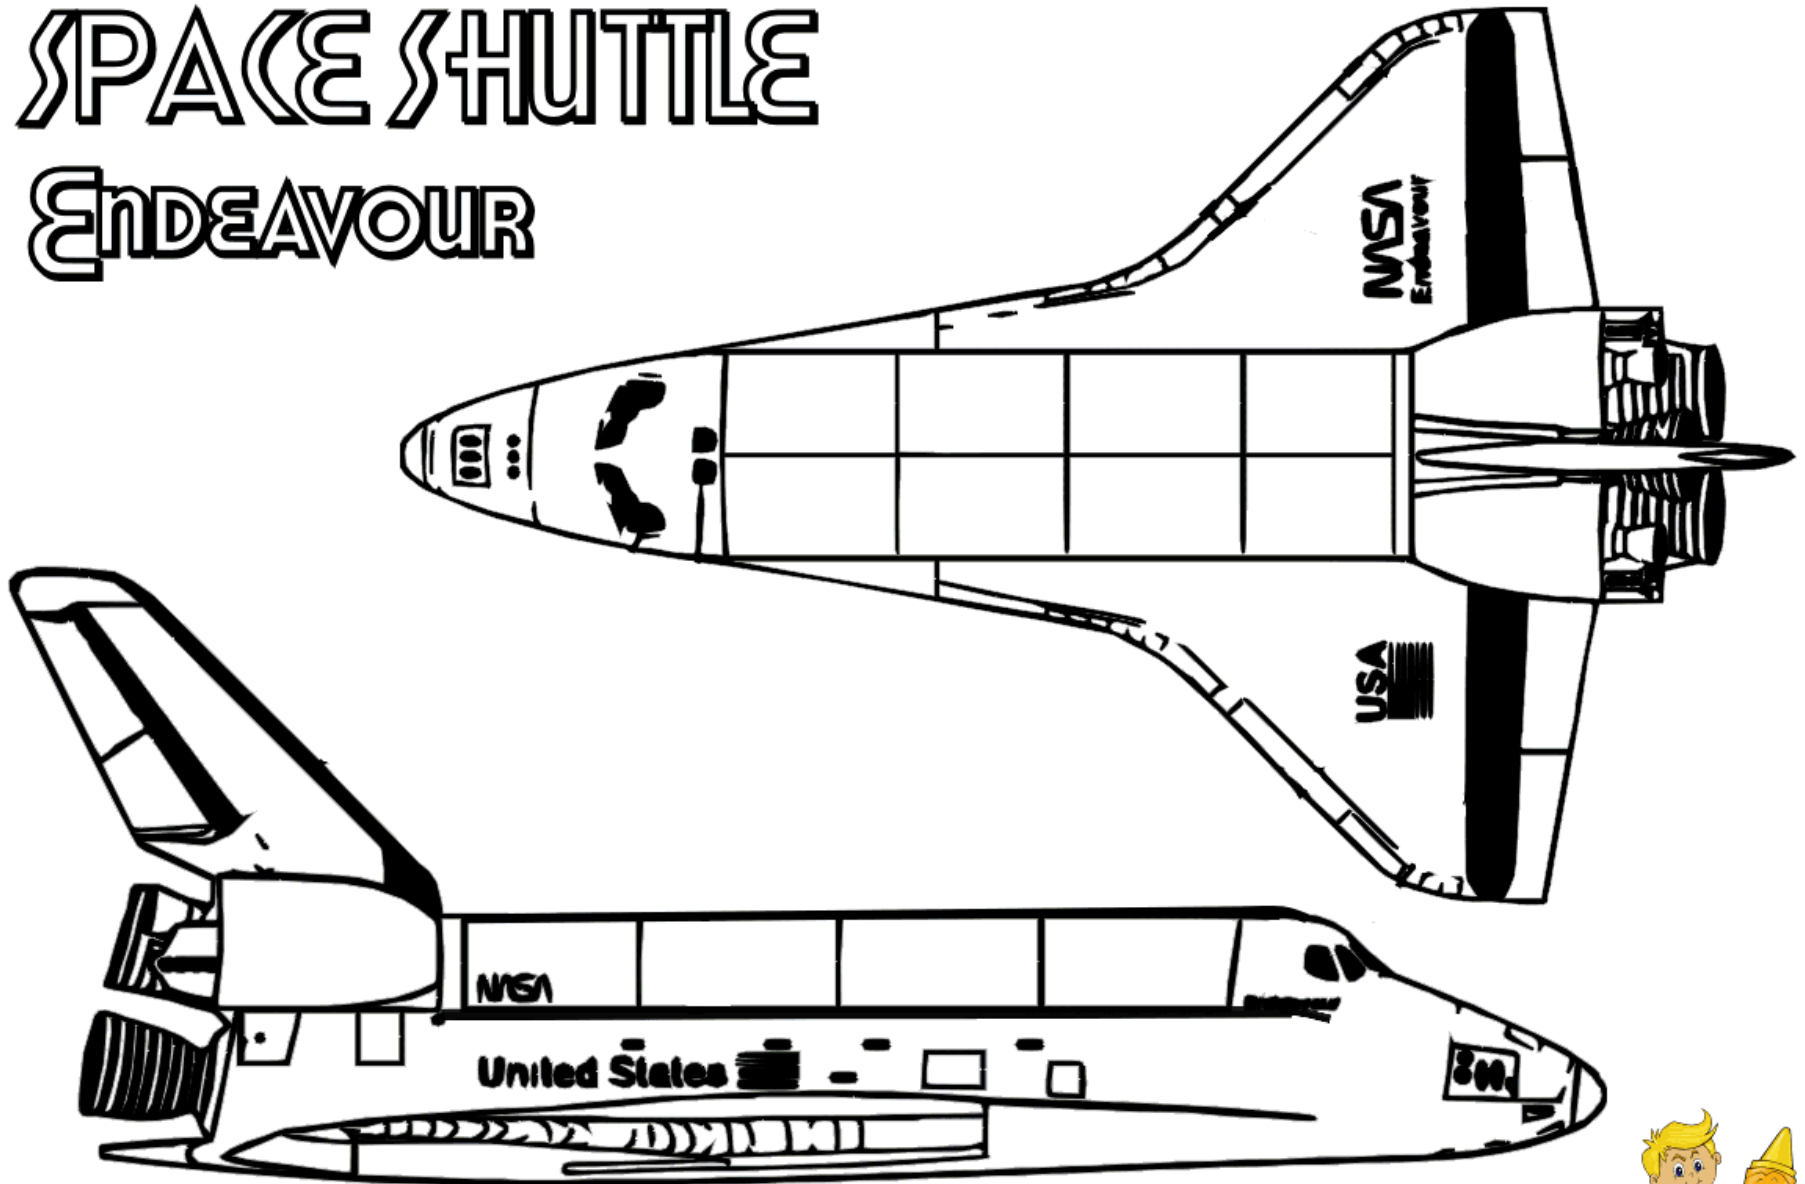 SPACE SHUTTLE
ENDEAVOUR
NASA
Endeavour
USA
NASA
United States